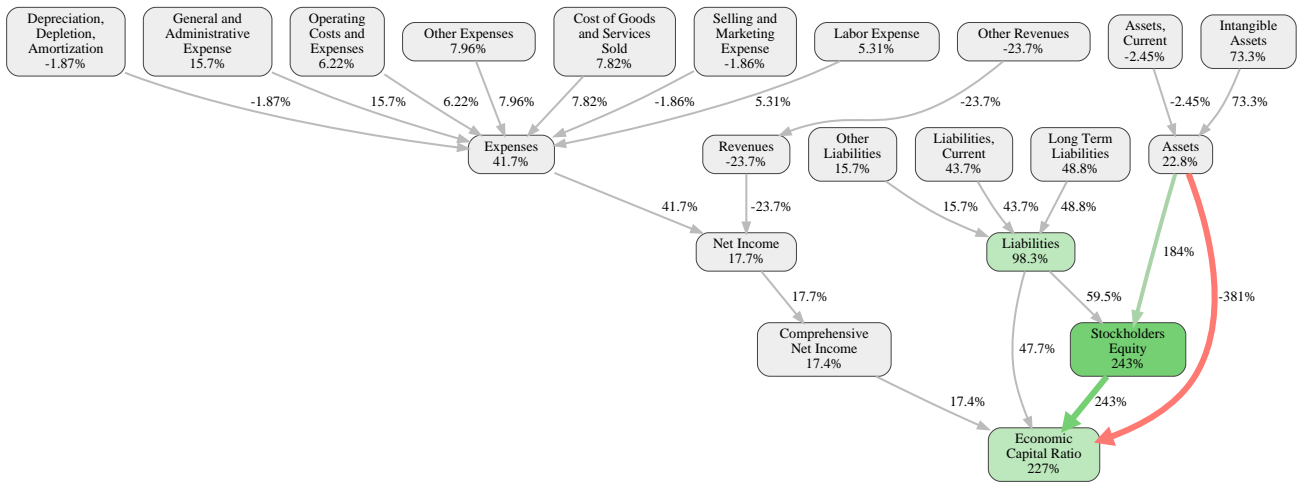 Depreciation,
Depletion,
Amortization
-1.87%
General and
Administrative
Expense
15.7%
Operating
Costs and
Expenses
6.22%
Other Expenses
7.96%
Cost of Goods
and Services
Sold
7.82%
Selling and
Marketing
Expense
-1.86%
Labor Expense
5.31%
Other Revenues
-23.7%
Assets,
Current
-2.45%
Intangible
Assets
73.3%
-1.87%
15.7%
6.22%
7.96%
7.82%
-1.86%
5.31%
-23.7%
-2.45%
73.3%
Expenses
41.7%
Revenues
-23.7%
Other
Liabilities
15.7%
Liabilities,
Current
43.7%
Long Term
Liabilities
48.8%
Assets
22.8%
41.7%
-23.7%
15.7%
43.7%
48.8%
Net Income
17.7%
Liabilities
98.3%
184%
17.7%
59.5%
-381%
Comprehensive
Net Income
17.4%
47.7%
Stockholders
Equity
243%
17.4%
243%
Economic
Capital Ratio
227%